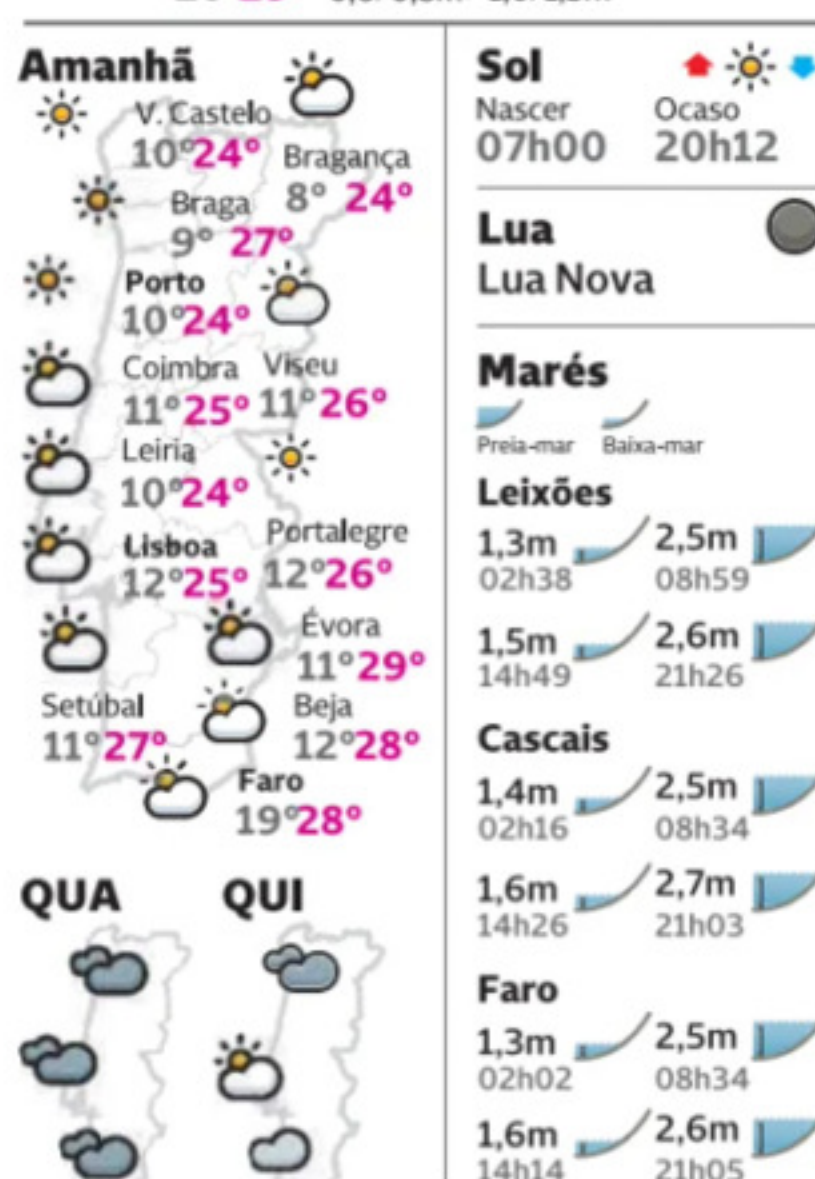 Amanhã
V. Castelo
10° 24°
Bragança
8° 24°
Braga
9° 27°
Porto
10° 24°
Coimbra
11° 25°
Viseu
11° 26°
Leiria
10° 24°
Lisboa
12° 25°
Portalegre
12° 26°
Évora
11° 29°
Setúbal
11° 27°
Beja
12° 28°
Faro
19° 28°
QUA QUI
Sol
Nascer Ocaso
07h00 20h12
Lua
Lua Nova
Marés
Preia-mar Baixa-mar
Leixões
1,3m 2,5m
02h38 08h59
1,5m 2,6m
14h49 21h26
Cascais
1,4m 2,5m
02h16 08h34
1,6m 2,7m
14h26 21h03
Faro
1,3m 2,5m
02h02 08h34
1,6m 2,6m
14h14 21h05